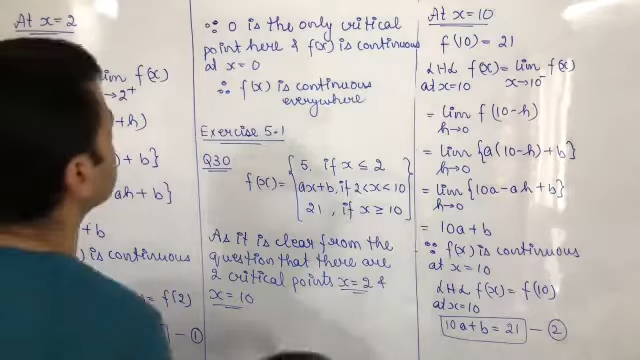 At x=2
lim f(x)
x→2⁺
+h)
) + b}
ah + b}
+ b
is continuous
= f(2)
— ①
∵ 0 is the only critical
point here & f(x) is continuous
at x = 0
∴ f(x) is continuous
everywhere
Exercise 5.1
Q30
f(x) = { 5, if x ≤ 2
ax+b, if 2<x<10
21, if x ≥ 10 }
As it is clear from the
question that there are
2 critical points x=2 &
x = 10
At x=10
f(10) = 21
LHL f(x) = lim f(x)
at x=10 x→10⁻
= lim f(10-h)
h→0
= lim {a(10-h)+b}
h→0
= lim {10a-ah+b}
h→0
= 10a+b
∵ f(x) is continuous
at x = 10
LHL f(x) = f(10)
at x=10
10a+b = 21 — ②